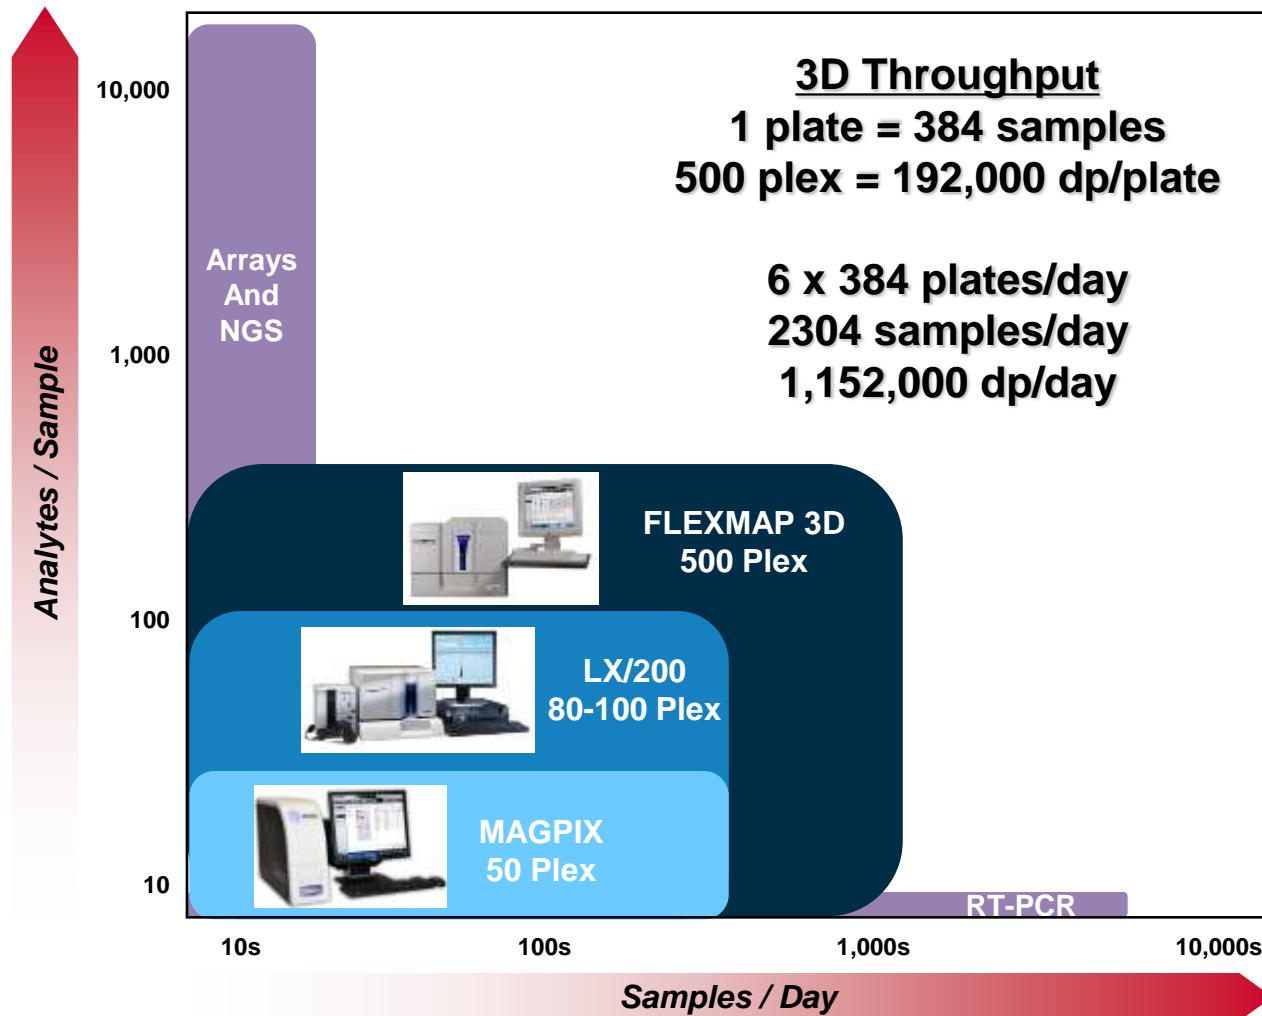 3D Throughput
1 plate = 384 samples
500 plex = 192,000 dp/plate
6 x 384 plates/day
2304 samples/day
1,152,000 dp/day
10,000
1,000
100
10
Analytes / Sample
Arrays
And
NGS
FLEXMAP 3D
500 Plex
LX/200
80-100 Plex
MAGPIX
50 Plex
RT-PCR
10s
100s
1,000s
10,000s
Samples / Day